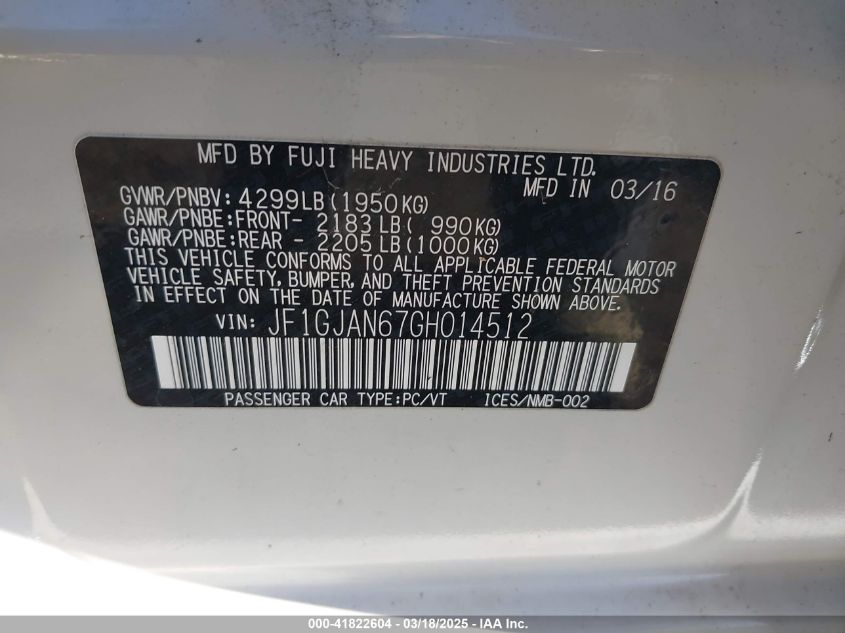 MFD BY FUJI HEAVY INDUSTRIES LTD.
MFD IN 03/16
GVWR/PNBV: 4299LB (1950KG)
GAWR/PNBE:FRONT- 2183 LB ( 990KG)
GAWR/PNBE:REAR - 2205 LB (1000KG)
THIS VEHICLE CONFORMS TO ALL APPLICABLE FEDERAL MOTOR
VEHICLE SAFETY, BUMPER, AND THEFT PREVENTION STANDARDS
IN EFFECT ON THE DATE OF MANUFACTURE SHOWN ABOVE.
VIN: JF1GJAN67GH014512
PASSENGER CAR TYPE:PC/VT ICES/NMB-002
000-41822604 - 03/18/2025 - IAA Inc.